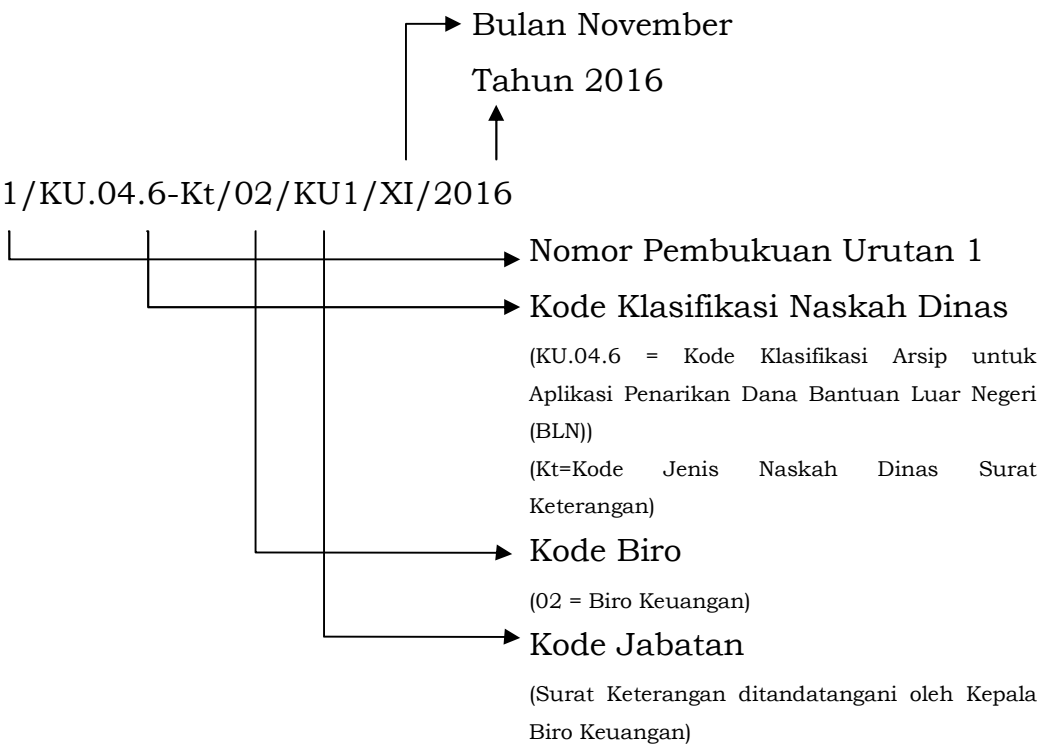 Bulan November
Tahun 2016
1/KU.04.6-Kt/02/KU1/XI/2016
Nomor Pembukuan Urutan 1
Kode Klasifikasi Naskah Dinas
(KU.04.6 = Kode Klasifikasi Arsip untuk
Aplikasi Penarikan Dana Bantuan Luar Negeri
(BLN))
(Kt=Kode Jenis Naskah Dinas Surat
Keterangan)
Kode Biro
(02 = Biro Keuangan)
Kode Jabatan
(Surat Keterangan ditandatangani oleh Kepala
Biro Keuangan)